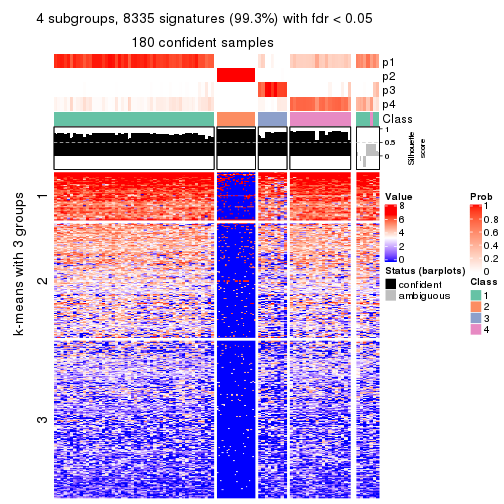 4 subgroups, 8335 signatures (99.3%) with fdr < 0.05
180 confident samples
p1
p2
p3
p4
Class
1
0.5
0
Silhouette
score
k-means with 3 groups
1
2
3
Value
8
6
4
2
0
Status (barplots)
confident
ambiguous
Prob
1
0.8
0.6
0.4
0.2
0
Class
1
2
3
4